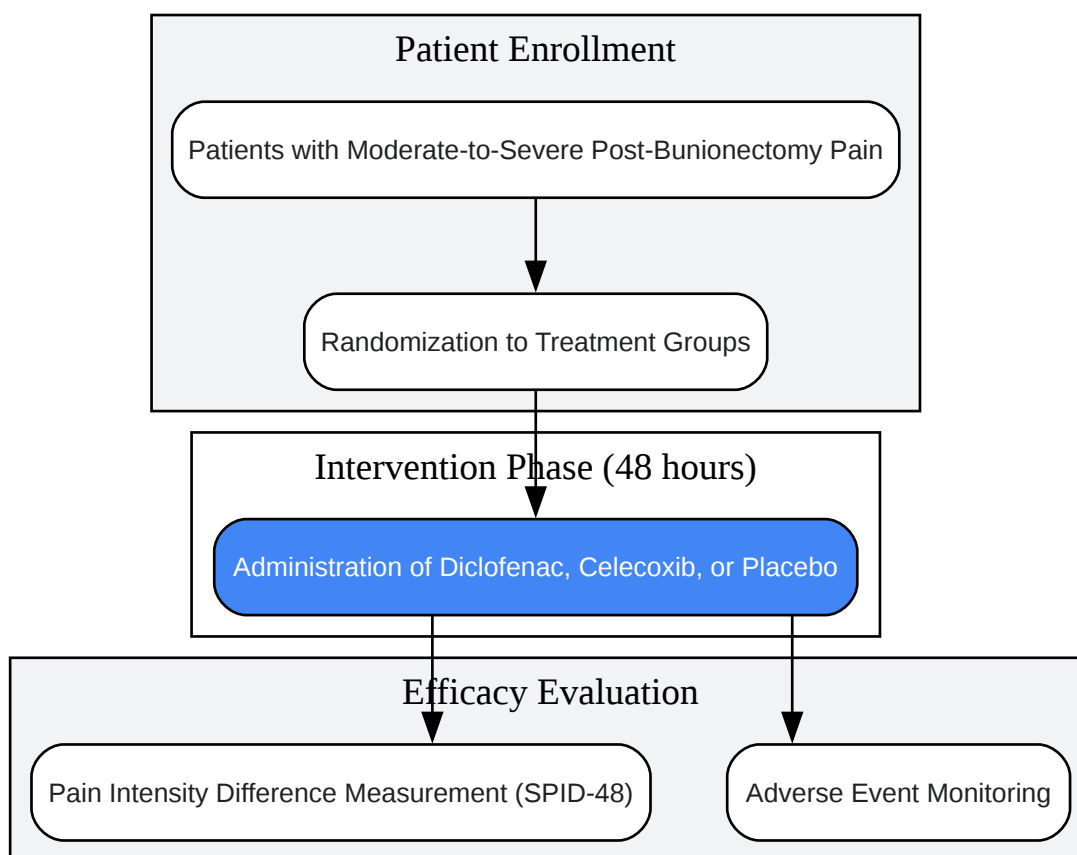 Patient Enrollment
Patients with Moderate-to-Severe Post-Bunionectomy Pain
Randomization to Treatment Groups
Intervention Phase (48 hours)
Administration of Diclofenac, Celecoxib, or Placebo
Efficacy Evaluation
Pain Intensity Difference Measurement (SPID-48)
Adverse Event Monitoring